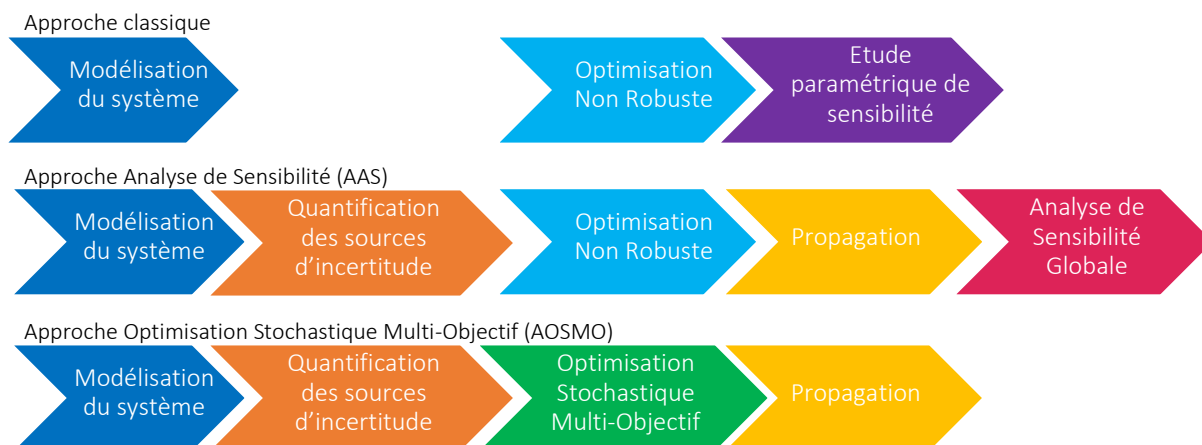 Approche classique
Modélisation
du système
Optimisation
Non Robuste
Etude
paramétrique de
sensibilité
Approche Analyse de Sensibilité (AAS)
Modélisation
du système
Quantification
des sources
d'incertitude
Optimisation
Non Robuste
Propagation
Analyse de
Sensibilité
Globale
Approche Optimisation Stochastique Multi-Objectif (AOSMO)
Modélisation
du système
Quantification
des sources
d'incertitude
Optimisation
Stochastique
Multi-Objectif
Propagation